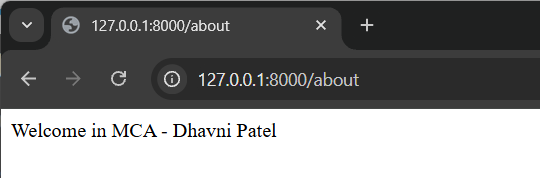 127.0.0.1:8000/about
127.0.0.1:8000/about
Welcome in MCA - Dhavni Patel